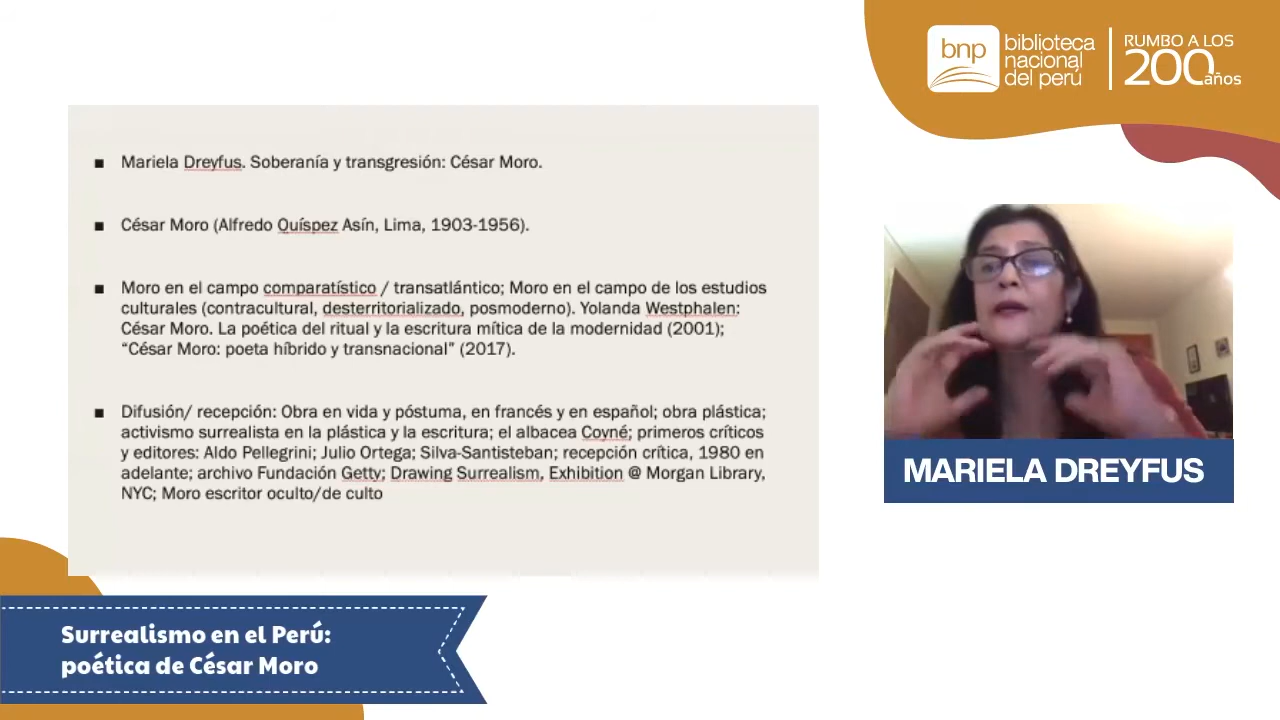 bnp
biblioteca
nacional
del perú
RUMBO A LOS
200
años
■ Mariela Dreyfus. Soberanía y transgresión: César Moro.
■ César Moro (Alfredo Quíspez Asín, Lima, 1903-1956).
■ Moro en el campo comparatístico / transatlántico; Moro en el campo de los estudios
culturales (contracultural, desterritorializado, posmoderno). Yolanda Westphalen:
César Moro. La poética del ritual y la escritura mítica de la modernidad (2001);
“César Moro: poeta híbrido y transnacional” (2017).
■ Difusión/ recepción: Obra en vida y póstuma, en francés y en español; obra plástica;
activismo surrealista en la plástica y la escritura; el albacea Coyné; primeros críticos
y editores: Aldo Pellegrini; Julio Ortega; Silva-Santisteban; recepción crítica, 1980 en
adelante; archivo Fundación Getty; Drawing Surrealism, Exhibition @ Morgan Library,
NYC; Moro escritor oculto/de culto
MARIELA DREYFUS
Surrealismo en el Perú:
poética de César Moro